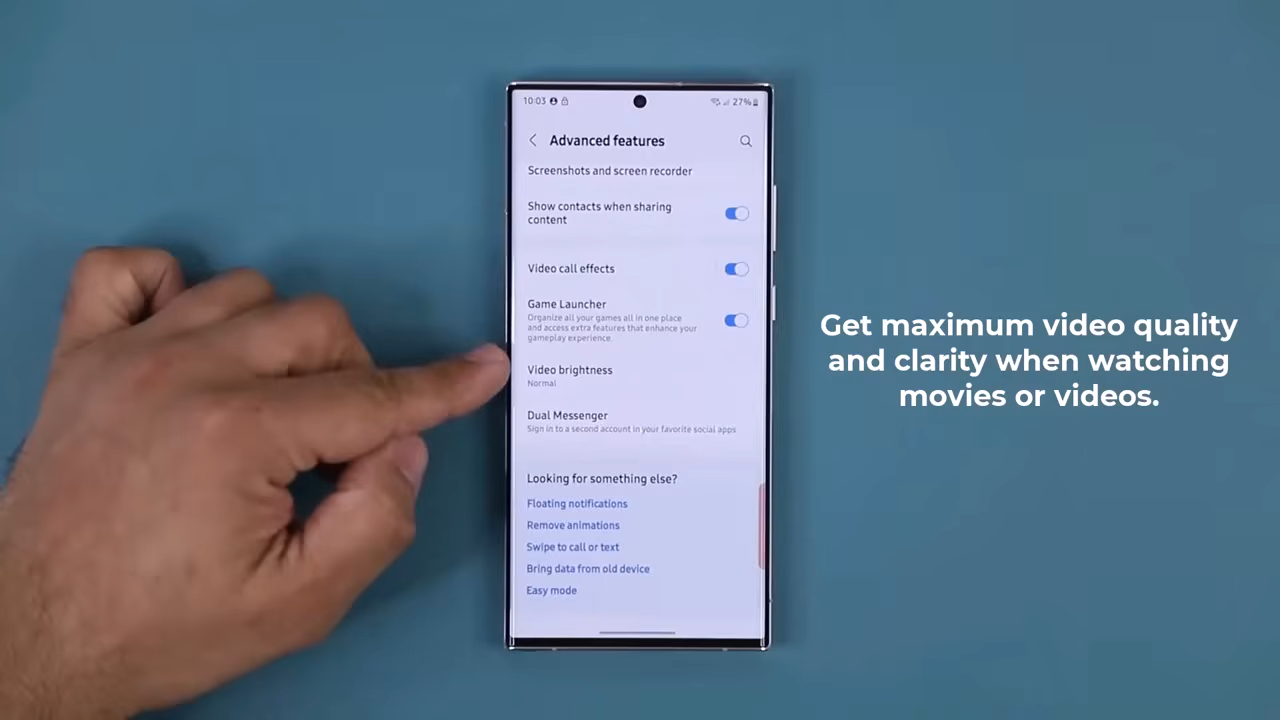 10:03
27%
Advanced features
Screenshots and screen recorder
Show contacts when sharing
content
Video call effects
Game Launcher
Organize all your games all in one place
and access extra features that enhance your
gameplay experience.
Video brightness
Normal
Dual Messenger
Sign in to a second account in your favorite social apps
Looking for something else?
Floating notifications
Remove animations
Swipe to call or text
Bring data from old device
Easy mode
Get maximum video quality
and clarity when watching
movies or videos.